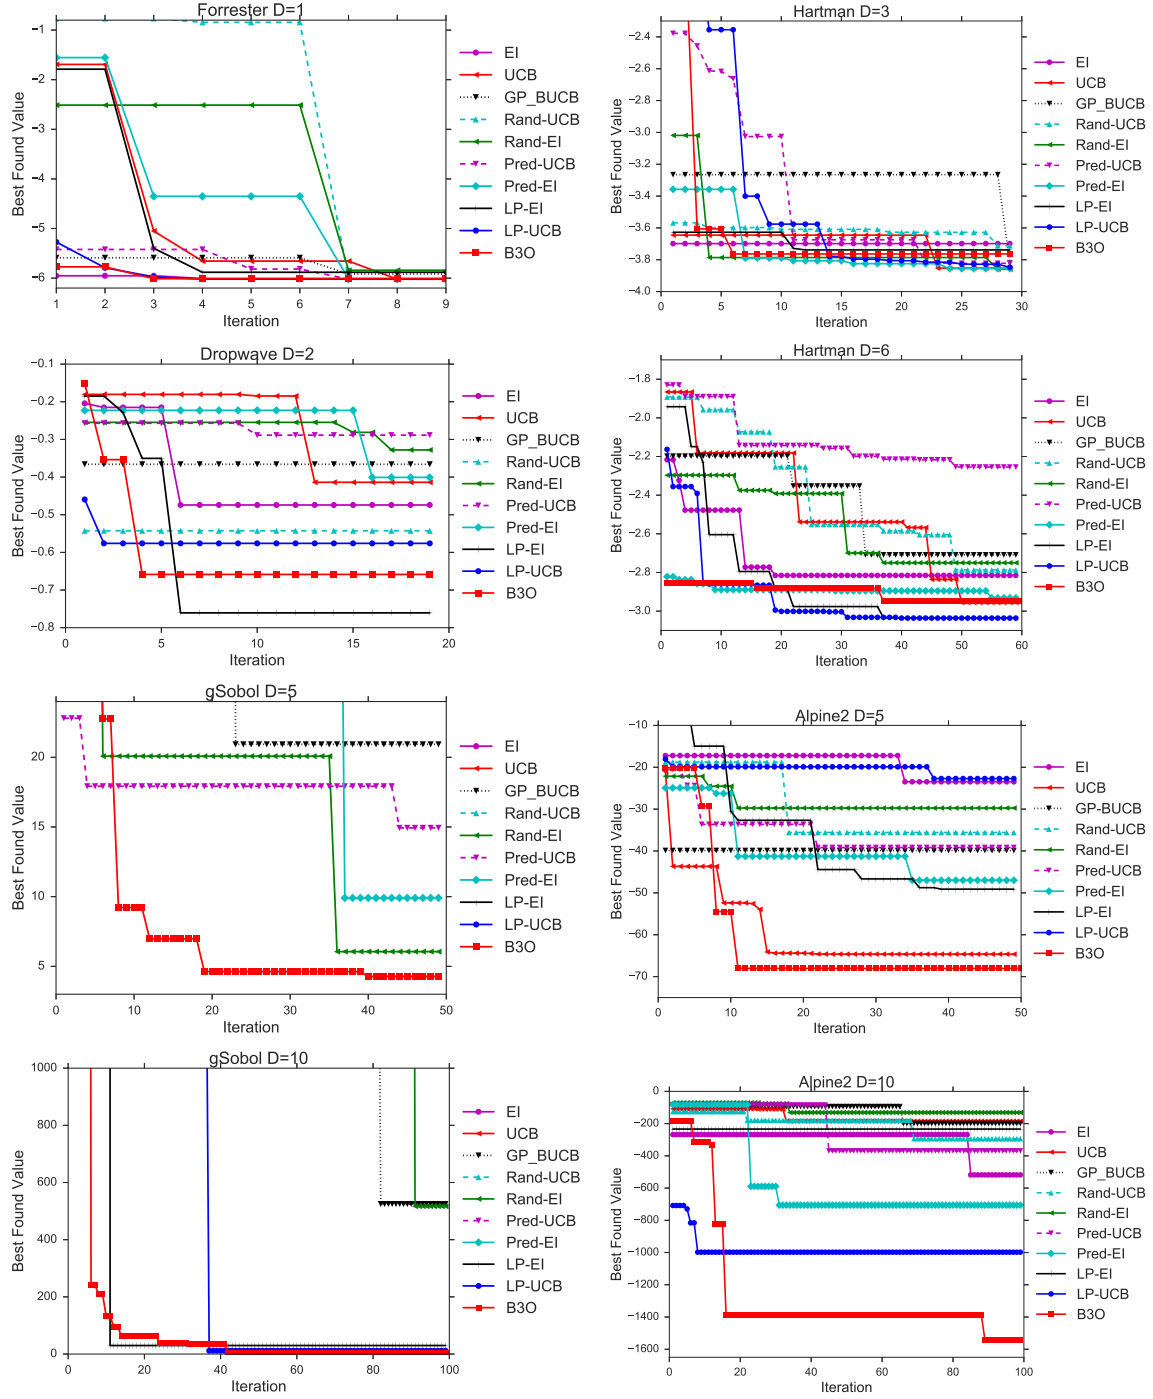 Forrester D=1
Best Found Value
−1
−2
−3
−4
−5
−6
1 2 3 4 5 6 7 8 9
Iteration
EI
UCB
GP_BUCB
Rand-UCB
Rand-EI
Pred-UCB
Pred-EI
LP-EI
LP-UCB
B3O
Hartman D=3
Best Found Value
−2.4
−2.6
−2.8
−3.0
−3.2
−3.4
−3.6
−3.8
−4.0
0 5 10 15 20 25 30
Iteration
EI
UCB
GP_BUCB
Rand-UCB
Rand-EI
Pred-UCB
Pred-EI
LP-EI
LP-UCB
B3O
Dropwave D=2
Best Found Value
−0.1
−0.2
−0.3
−0.4
−0.5
−0.6
−0.7
−0.8
0 5 10 15 20
Iteration
EI
UCB
GP_BUCB
Rand-UCB
Rand-EI
Pred-UCB
Pred-EI
LP-EI
LP-UCB
B3O
Hartman D=6
Best Found Value
−1.8
−2.0
−2.2
−2.4
−2.6
−2.8
−3.0
0 10 20 30 40 50 60
Iteration
EI
UCB
GP_BUCB
Rand-UCB
Rand-EI
Pred-UCB
Pred-EI
LP-EI
LP-UCB
B3O
gSobol D=5
Best Found Value
20
15
10
5
0 10 20 30 40 50
Iteration
EI
UCB
GP_BUCB
Rand-UCB
Rand-EI
Pred-UCB
Pred-EI
LP-EI
LP-UCB
B3O
Alpine2 D=5
Best Found Value
−10
−20
−30
−40
−50
−60
−70
0 10 20 30 40 50
Iteration
EI
UCB
GP-BUCB
Rand-UCB
Rand-EI
Pred-UCB
Pred-EI
LP-EI
LP-UCB
B3O
gSobol D=10
Best Found Value
1000
800
600
400
200
0
0 20 40 60 80 100
Iteration
EI
UCB
GP_BUCB
Rand-UCB
Rand-EI
Pred-UCB
Pred-EI
LP-EI
LP-UCB
B3O
Alpine2 D=10
Best Found Value
0
−200
−400
−600
−800
−1000
−1200
−1400
−1600
0 20 40 60 80 100
Iteration
EI
UCB
GP_BUCB
Rand-UCB
Rand-EI
Pred-UCB
Pred-EI
LP-EI
LP-UCB
B3O